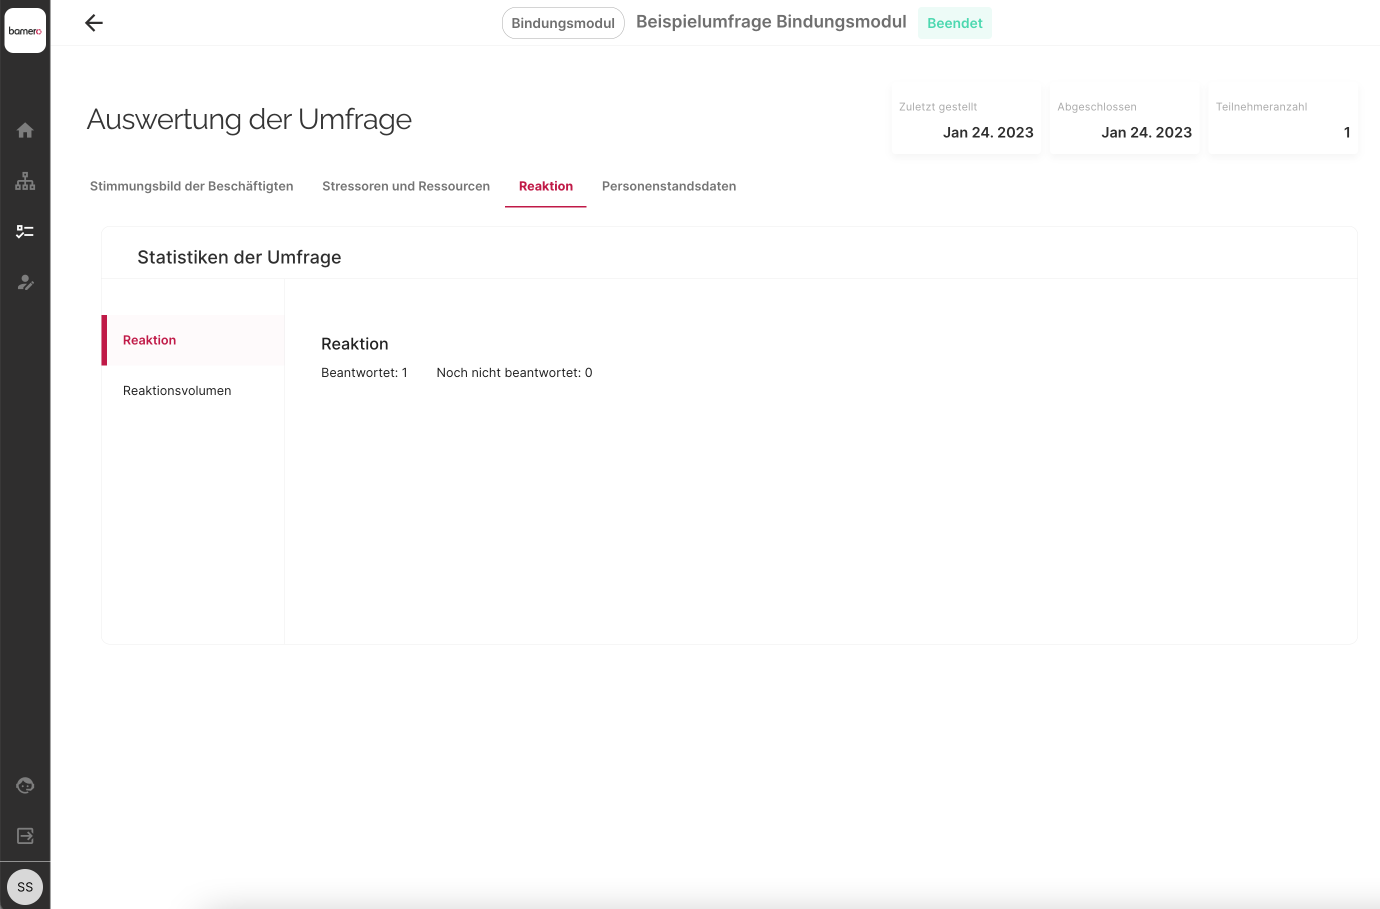 barnero
Bindungsmodul Beispielumfrage Bindungsmodul Beendet
Auswertung der Umfrage
Zuletzt gestellt
Jan 24. 2023
Abgeschlossen
Jan 24. 2023
Teilnehmeranzahl
1
Stimmungsbild der Beschäftigten Stressoren und Ressourcen Reaktion Personenstandsdaten
Statistiken der Umfrage
Reaktion
Reaktionsvolumen
Reaktion
Beantwortet: 1 Noch nicht beantwortet: 0
SS